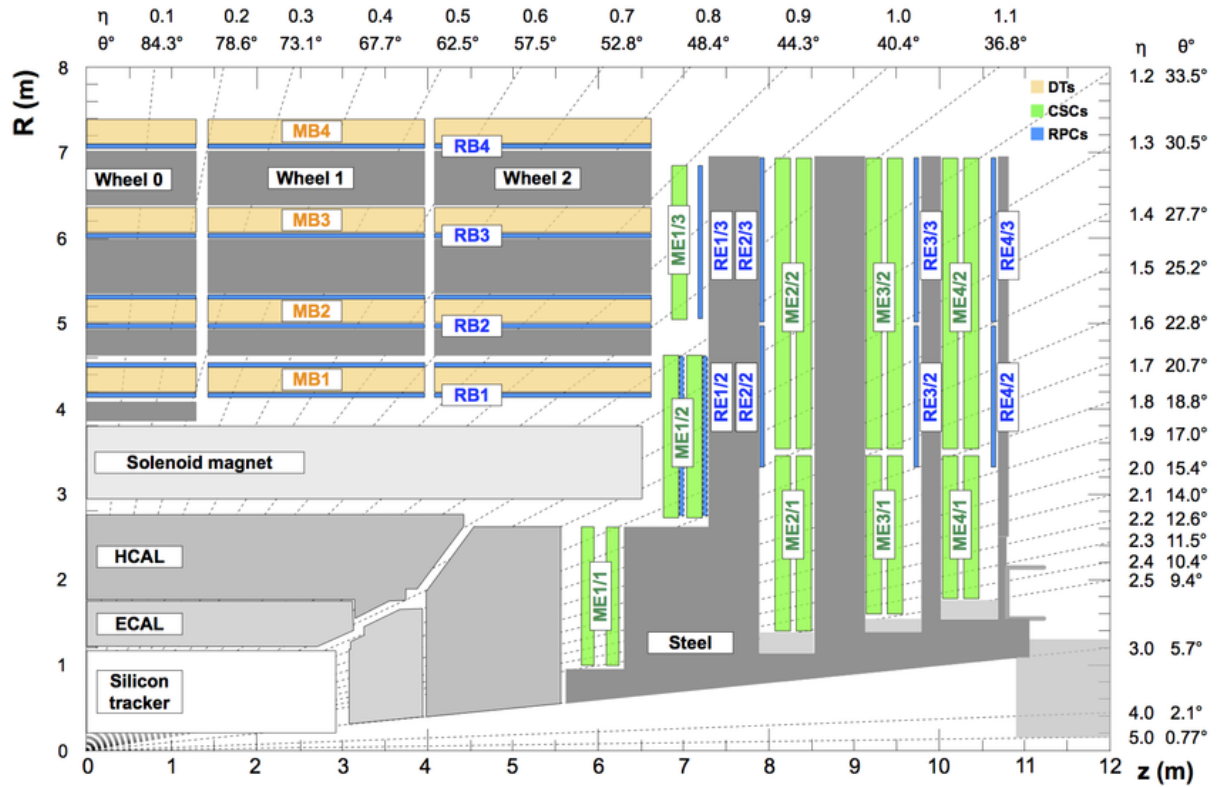 η 0.1 0.2 0.3 0.4 0.5 0.6 0.7 0.8 0.9 1.0 1.1
θ° 84.3° 78.6° 73.1° 67.7° 62.5° 57.5° 52.8° 48.4° 44.3° 40.4° 36.8° η θ°
R (m)
8
7
6
5
4
3
2
1
0
1.2 33.5°
1.3 30.5°
1.4 27.7°
1.5 25.2°
1.6 22.8°
1.7 20.7°
1.8 18.8°
1.9 17.0°
2.0 15.4°
2.1 14.0°
2.2 12.6°
2.3 11.5°
2.4 10.4°
2.5 9.4°
3.0 5.7°
4.0 2.1°
5.0 0.77°
DTs
CSCs
RPCs
MB4
RB4
Wheel 0 Wheel 1 Wheel 2
MB3
RB3
MB2
RB2
MB1
RB1
Solenoid magnet
HCAL
ECAL
Silicon
tracker
Steel
ME1/3
RE1/3
RE2/3
ME2/2
ME3/2
RE3/3
ME4/2
RE4/3
ME1/2
RE1/2
RE2/2
RE3/2
RE4/2
ME1/1
ME2/1
ME3/1
ME4/1
0 1 2 3 4 5 6 7 8 9 10 11 12
z (m)